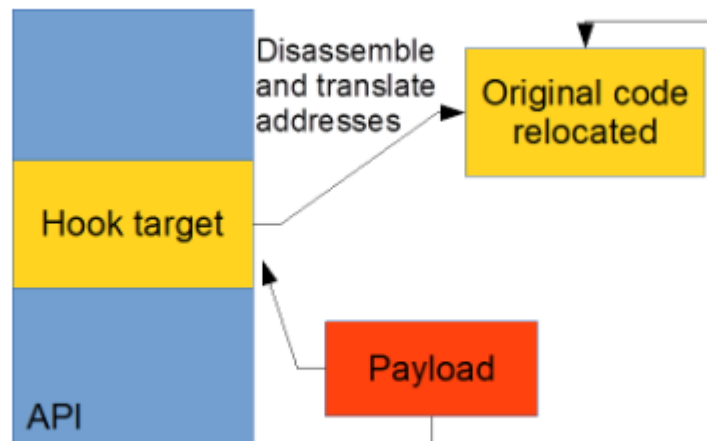 Disassemble
and translate
addresses
Original code
relocated
Hook target
Payload
API